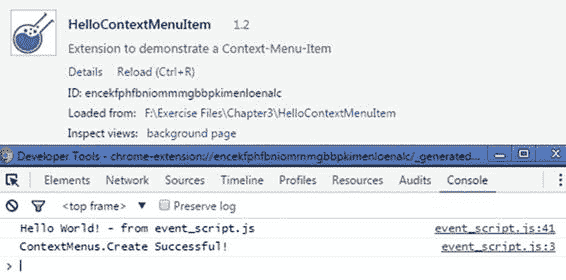 HelloContextMenuItem 1.2
Extension to demonstrate a Context-Menu-Item
Details Reload (Ctrl+R)
ID: encekfphfbniommmgbbpkimenloenalc
Loaded from: F:\Exercise Files\Chapter3\HelloContextMenuItem
Inspect views: background page
Developer Tools - chrome-extension://encekfphfbniommmgbbpkimenloenalc/_generated...
Elements Network Sources Timeline Profiles Resources Audits Console
<top frame> ▼ Preserve log
Hello World! - from event_script.js event_script.js:41
ContextMenus.Create Successful! event_script.js:3
>